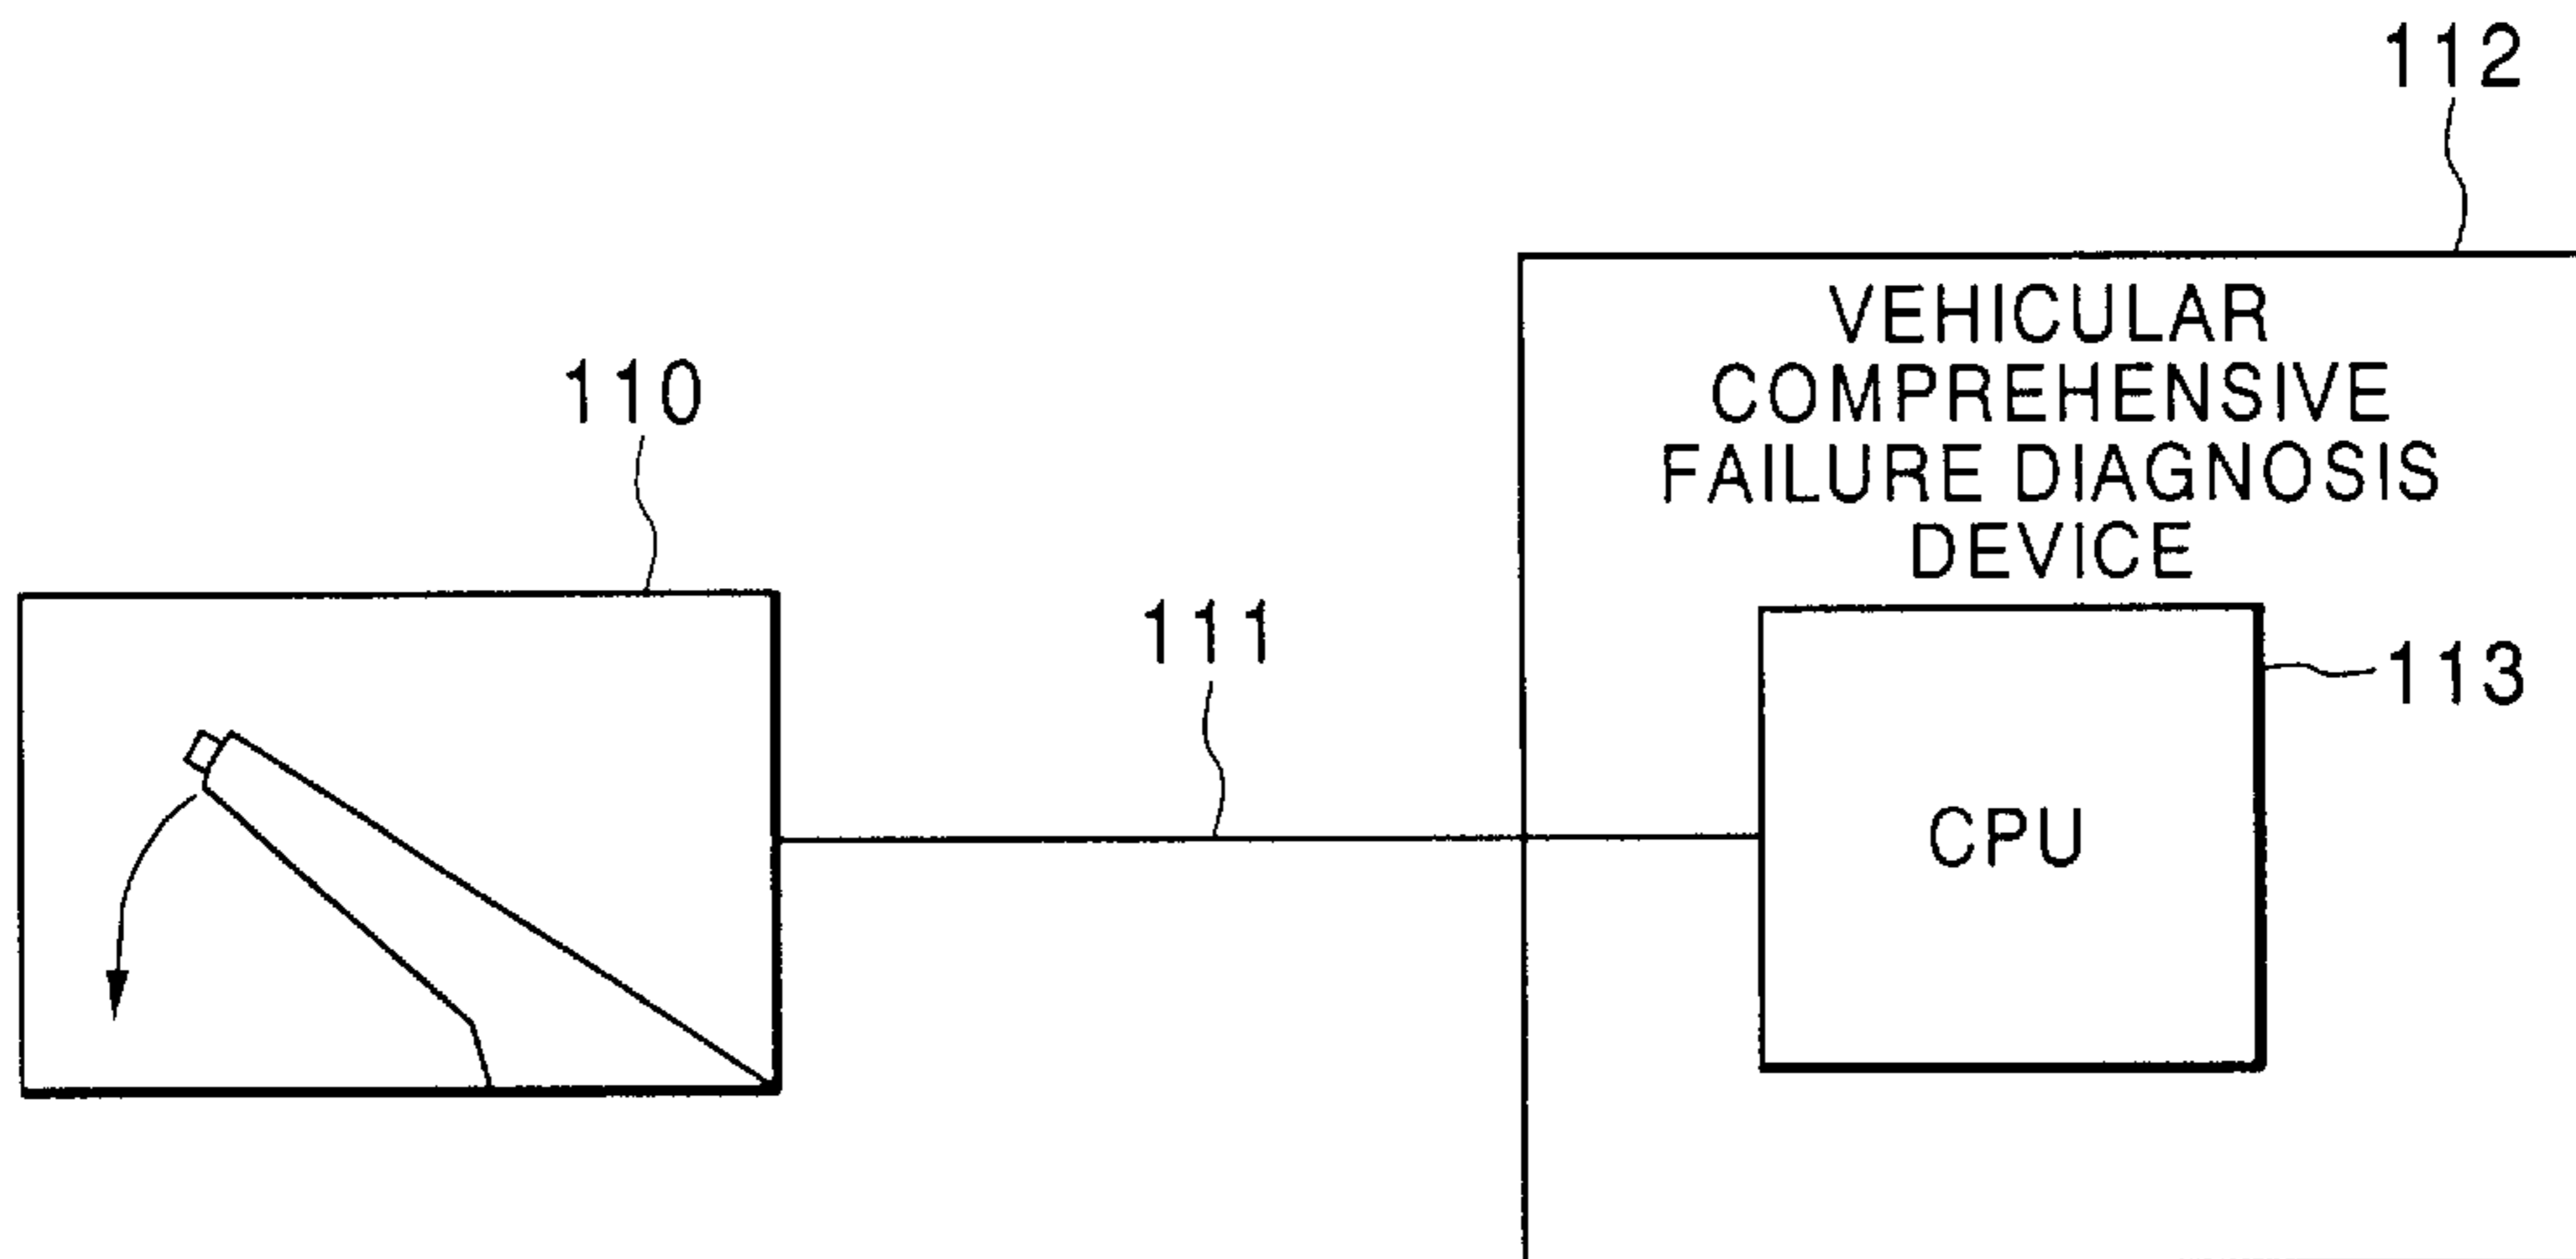 112
VEHICULAR
COMPREHENSIVE
FAILURE DIAGNOSIS
DEVICE
110
111
113
CPU